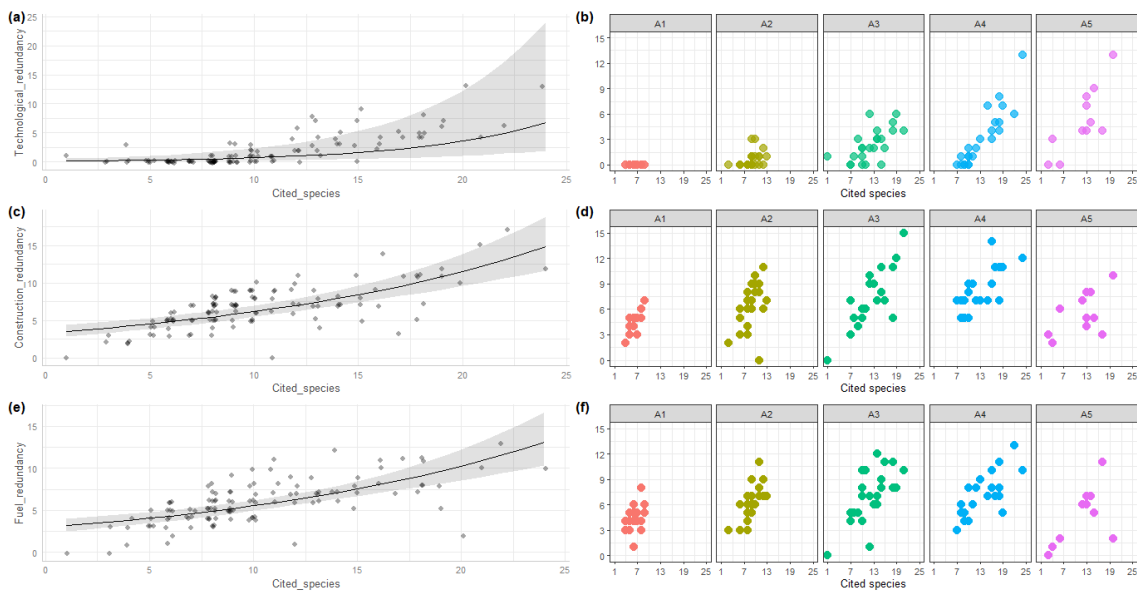 (a)
25
20
15
10
5
0
Technological_redundancy
5 10 15 20 25
Cited_species
(b)
A1 A2 A3 A4 A5
15
12
9
6
3
0
1 7 13 19 25 1 7 13 19 25 1 7 13 19 25 1 7 13 19 25 1 7 13 19 25
Cited species
(c)
15
10
5
0
Construction_redundancy
5 10 15 20 25
Cited_species
(d)
A1 A2 A3 A4 A5
15
12
9
6
3
0
1 7 13 19 25 1 7 13 19 25 1 7 13 19 25 1 7 13 19 25 1 7 13 19 25
Cited species
(e)
15
10
5
0
Fuel_redundancy
5 10 15 20 25
Cited_species
(f)
A1 A2 A3 A4 A5
15
12
9
6
3
0
1 7 13 19 25 1 7 13 19 25 1 7 13 19 25 1 7 13 19 25 1 7 13 19 25
Cited species